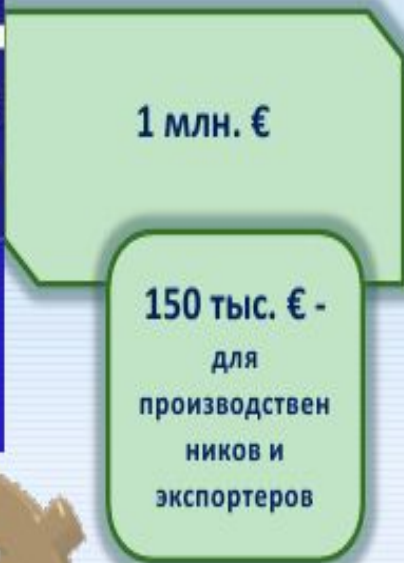 1 млн. €
150 тыс. € -
для
производствен
ников и
экспортеров